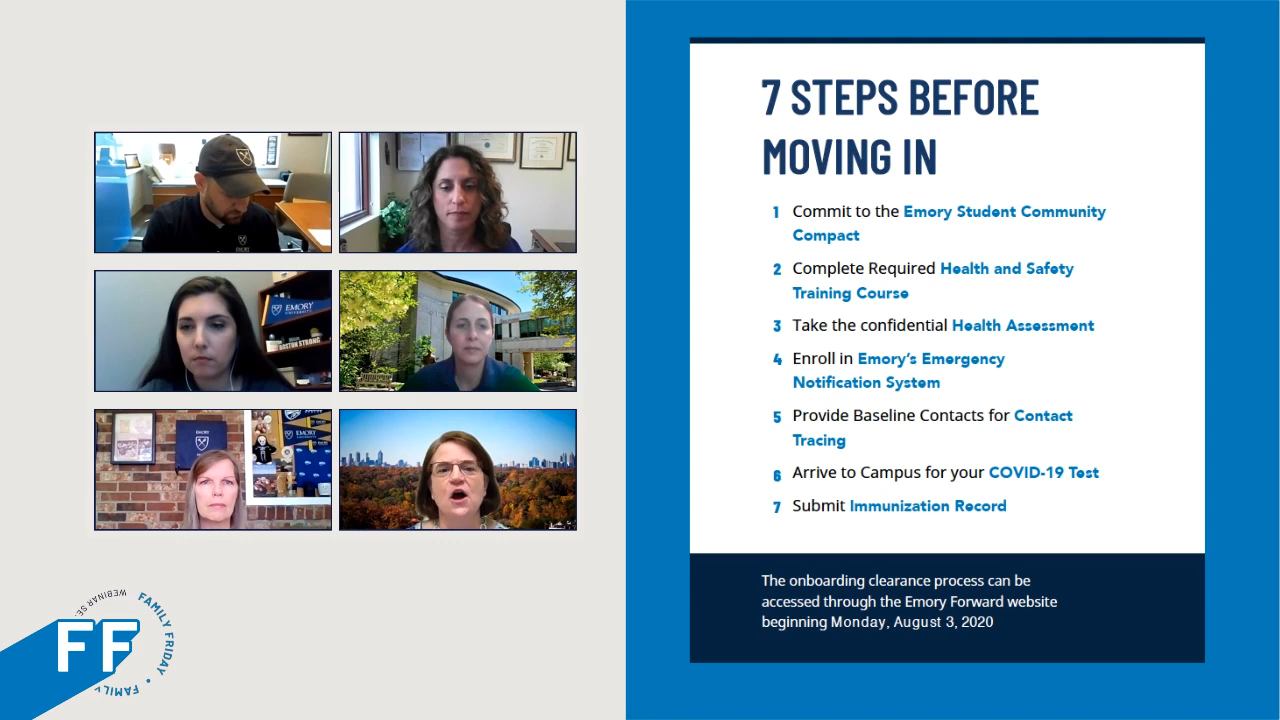 7 STEPS BEFORE
MOVING IN
1 Commit to the Emory Student Community
Compact
2 Complete Required Health and Safety
Training Course
3 Take the confidential Health Assessment
4 Enroll in Emory's Emergency
Notification System
5 Provide Baseline Contacts for Contact
Tracing
6 Arrive to Campus for your COVID-19 Test
7 Submit Immunization Record
The onboarding clearance process can be
accessed through the Emory Forward website
beginning Monday, August 3, 2020
EMORY
EMORY
UNIVERSITY
BOSTON STRONG
EMORY
EMORY
FF
WEBINAR SE
FAMILY FRIDAY • FAMILY